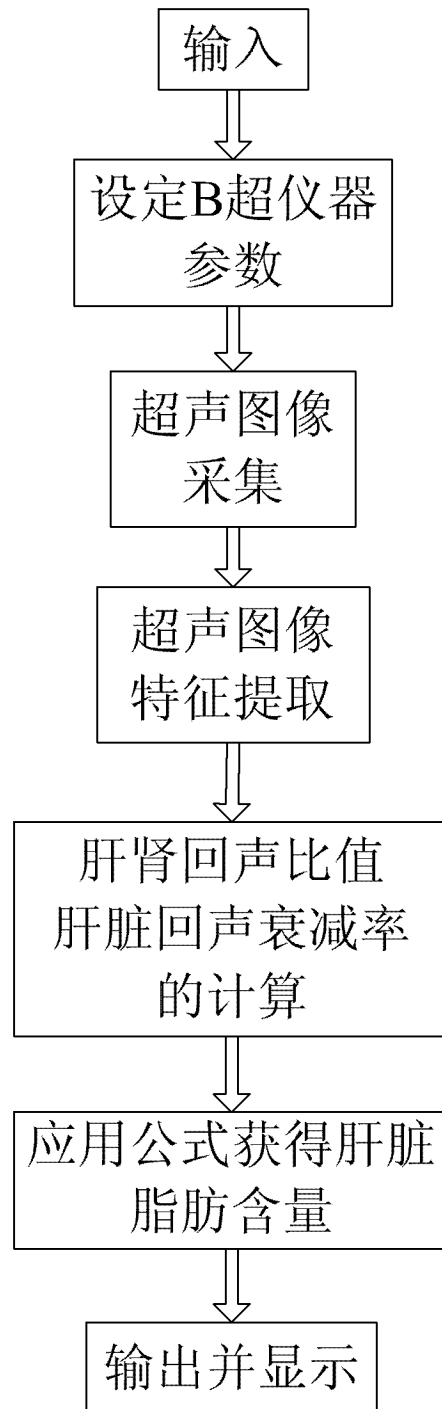 输入
设定B超仪器
参数
超声图像
采集
超声图像
特征提取
肝肾回声比值
肝脏回声衰减率
的计算
应用公式获得肝脏
脂肪含量
输出并显示